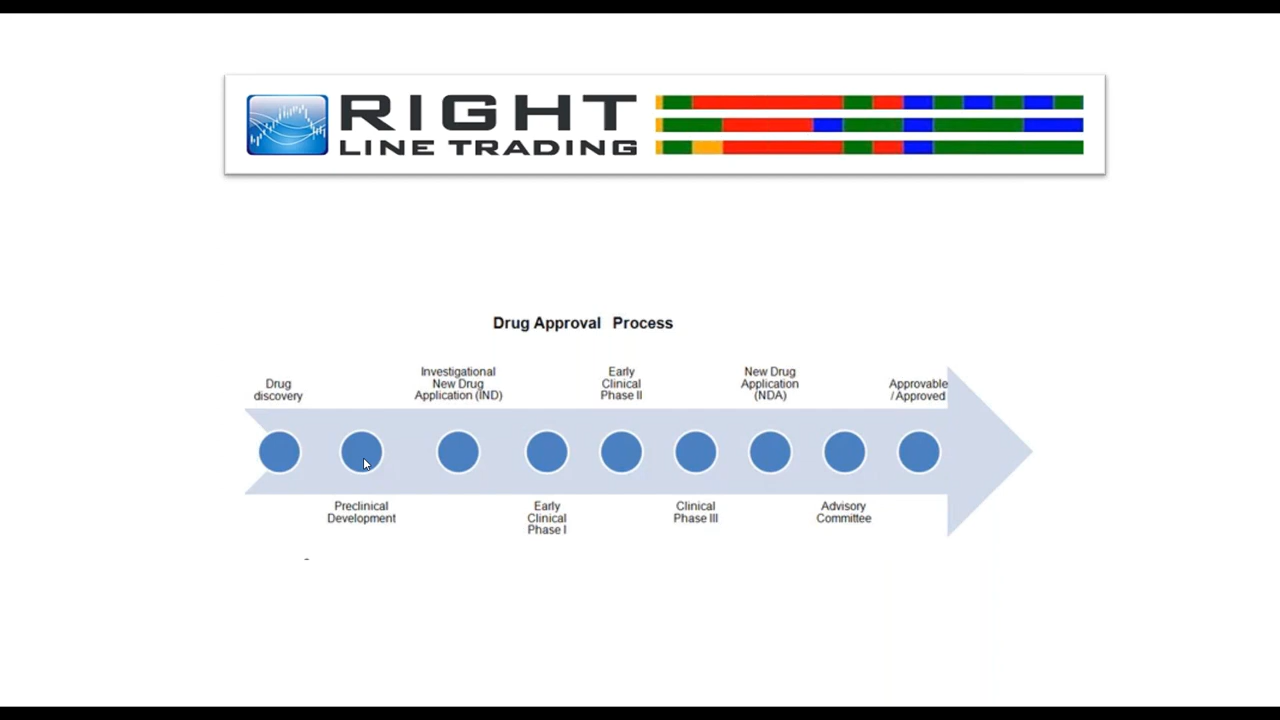 RIGHT
LINE TRADING
Drug Approval Process
Drug
discovery
Preclinical
Development
Investigational
New Drug
Application (IND)
Early
Clinical
Phase I
Early
Clinical
Phase II
Clinical
Phase III
New Drug
Application
(NDA)
Advisory
Committee
Approvable
/ Approved